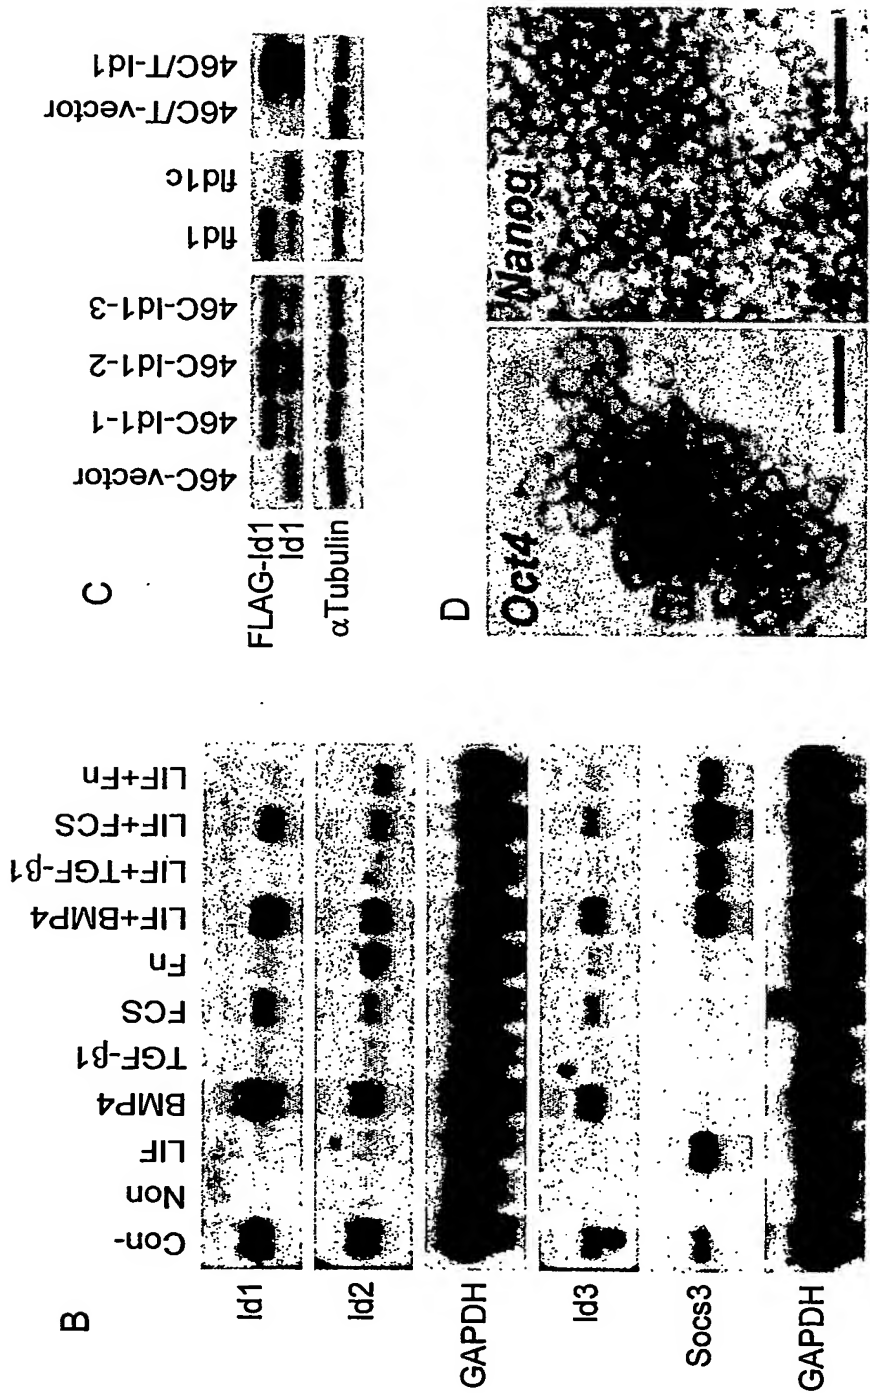 B
Con-
Non
LIF
BMP4
TGF-β1
FCS
Fn
LIF+BMP4
LIF+TGF-β1
LIF+FCS
LIF+Fn
Id1
Id2
GAPDH
Id3
Socs3
GAPDH
C
46C-vector
46C-Id1-1
46C-Id1-2
46C-Id1-3
fId1
fId1c
46C/T-vector
46C/T-Id1
FLAG-Id1
Id1
αTubulin
D
Oct4
Nanog